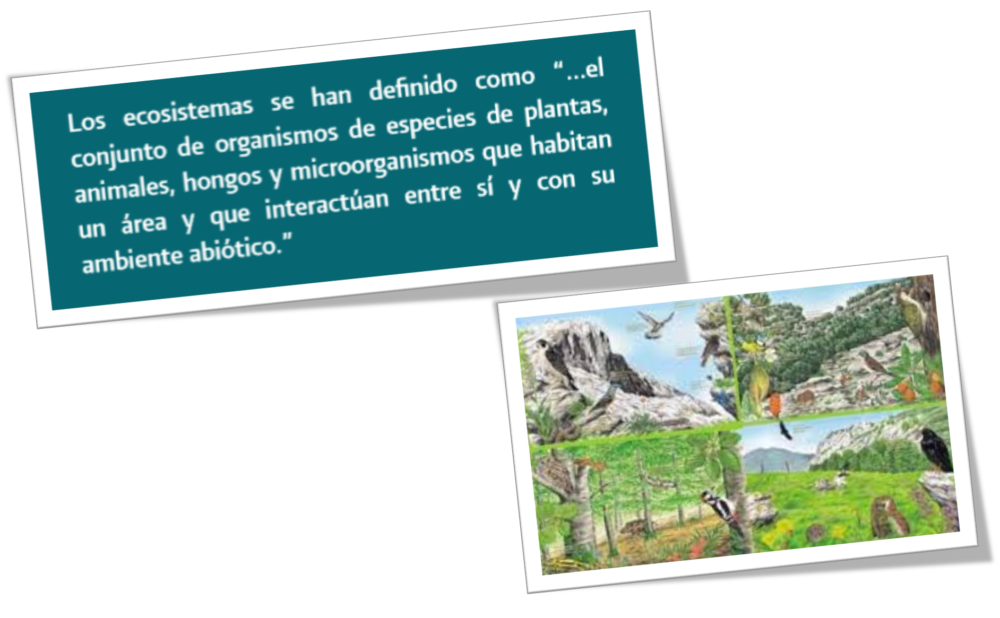 Los ecosistemas se han definido como “...el
conjunto de organismos de especies de plantas,
animales, hongos y microorganismos que habitan
un área y que interactúan entre sí y con su
ambiente abiótico.”